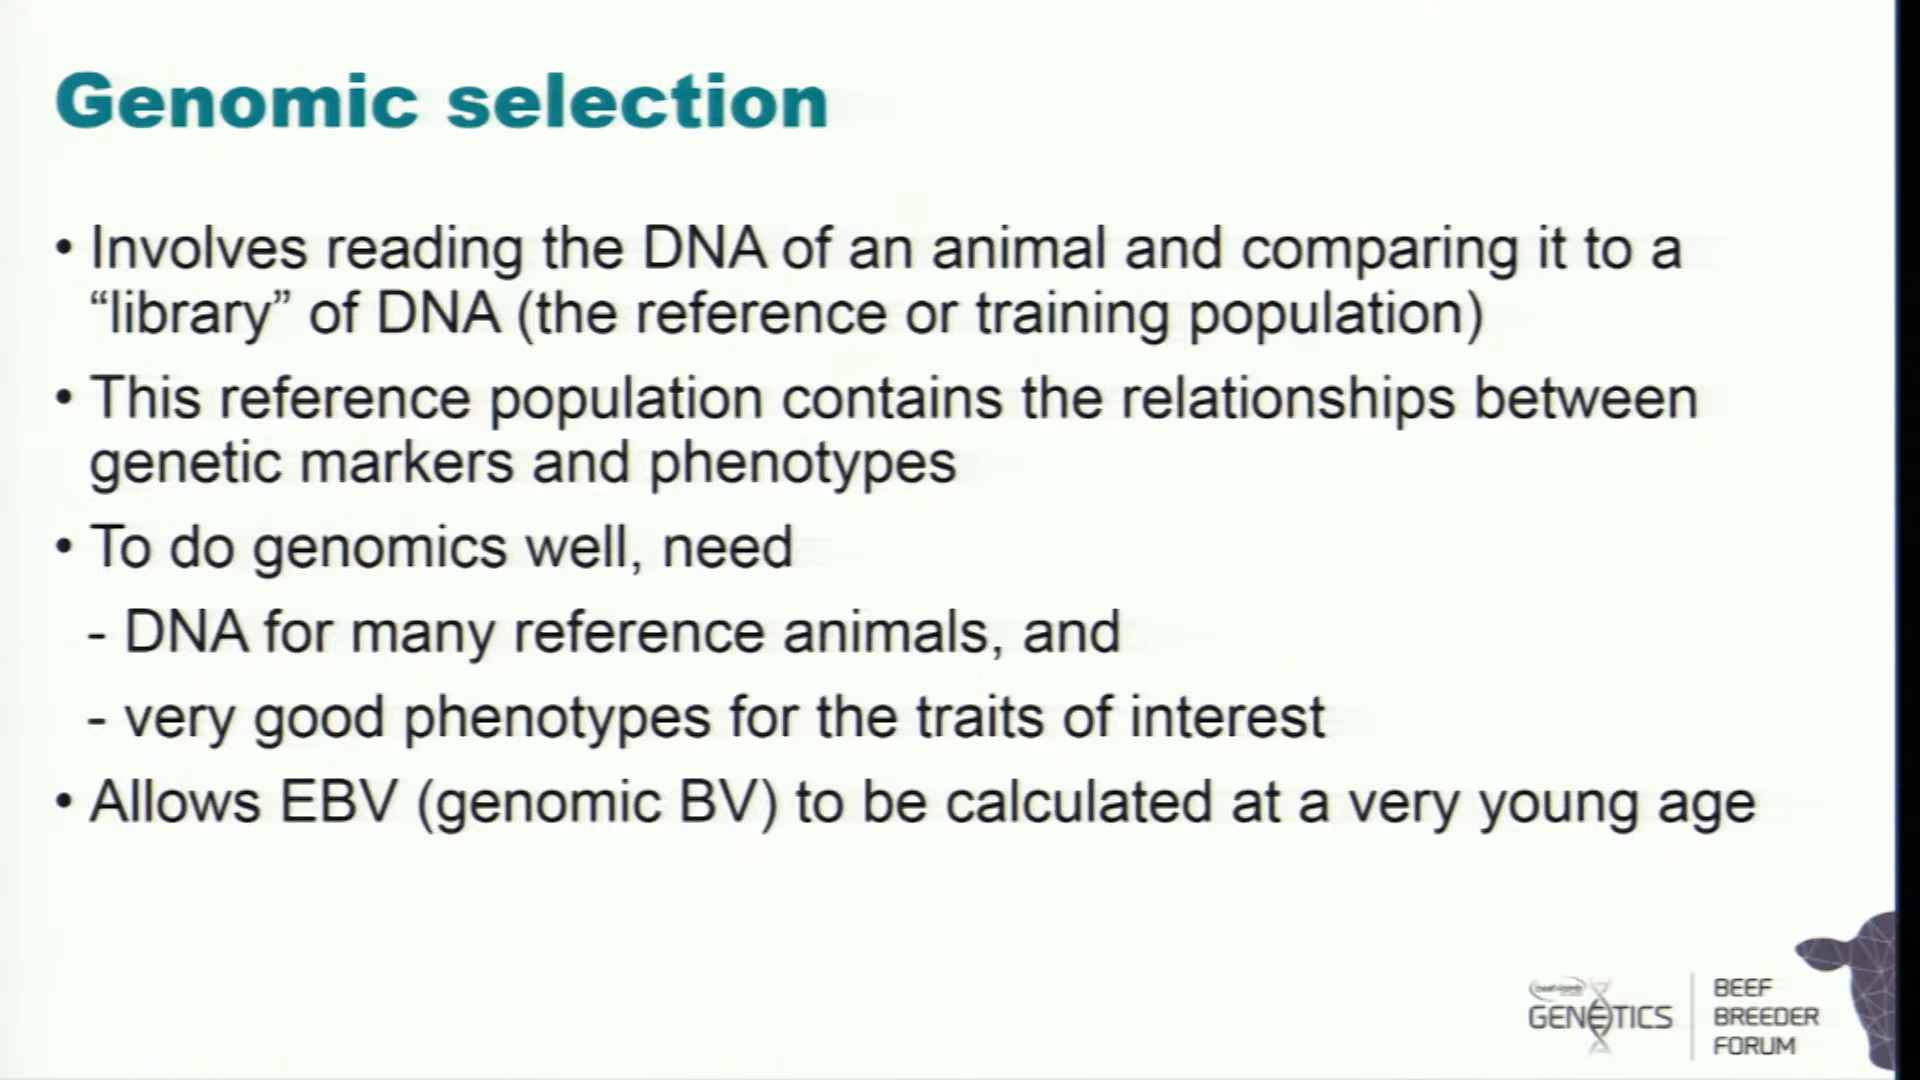 Genomic selection
• Involves reading the DNA of an animal and comparing it to a
“library” of DNA (the reference or training population)
• This reference population contains the relationships between
genetic markers and phenotypes
• To do genomics well, need
- DNA for many reference animals, and
- very good phenotypes for the traits of interest
• Allows EBV (genomic BV) to be calculated at a very young age
GENETICS
BEEF
BREEDER
FORUM